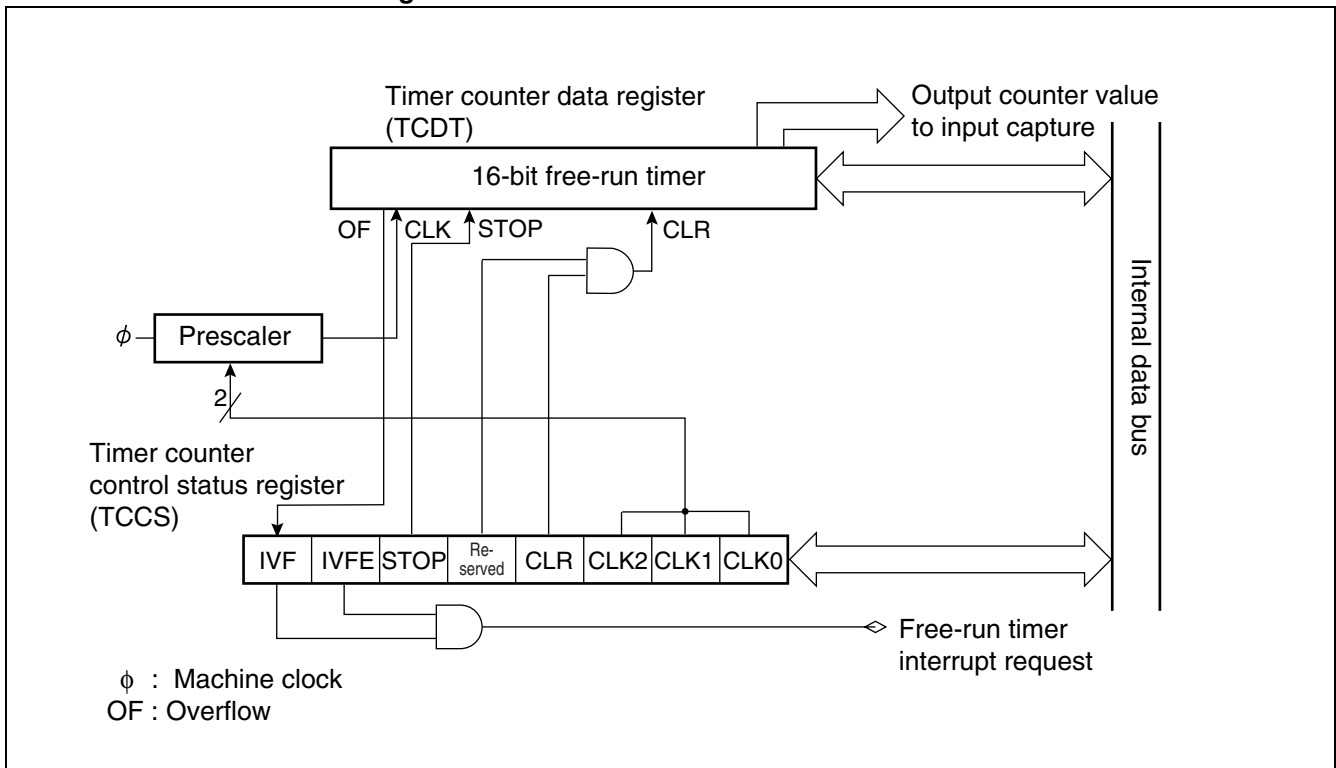 Timer counter data register
(TCDT)
Output counter value
to input capture
16-bit free-run timer
OF
CLK
STOP
CLR
Internal data bus
ϕ
Prescaler
2
Timer counter
control status register
(TCCS)
IVF
IVFE
STOP
Re-
served
CLR
CLK2
CLK1
CLK0
Free-run timer
interrupt request
ϕ : Machine clock
OF : Overflow